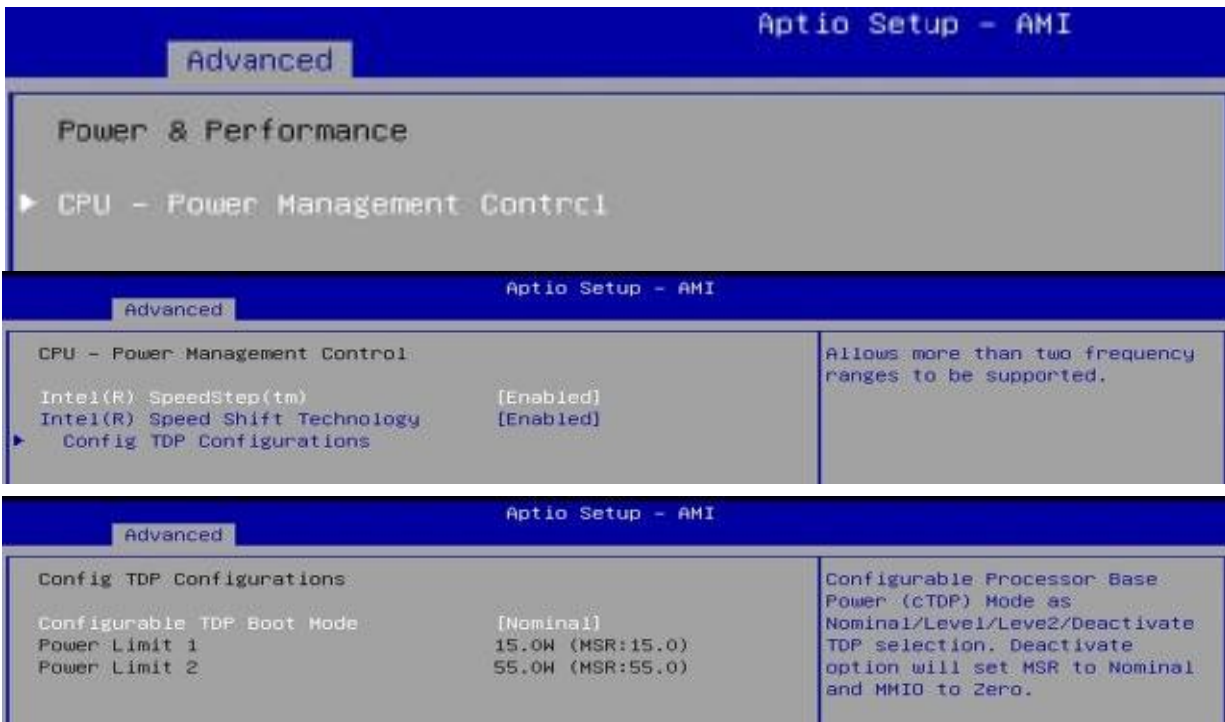 Aptio Setup - AMI
Advanced
Power & Performance
► CPU - Power Management Control
Aptio Setup - AMI
Advanced
CPU - Power Management Control
Intel(R) SpeedStep(tm) [Enabled]
Intel(R) Speed Shift Technology [Enabled]
► Config TDP Configurations
Allows more than two frequency
ranges to be supported.
Aptio Setup - AMI
Advanced
Config TDP Configurations
Configurable TDP Boot Mode [Nominal]
Power Limit 1 15.0W (MSR:15.0)
Power Limit 2 55.0W (MSR:55.0)
Configurable Processor Base
Power (cTDP) Mode as
Nominal/Level/Leve2/Deactivate
TDP selection. Deactivate
option will set MSR to Nominal
and MMIO to Zero.